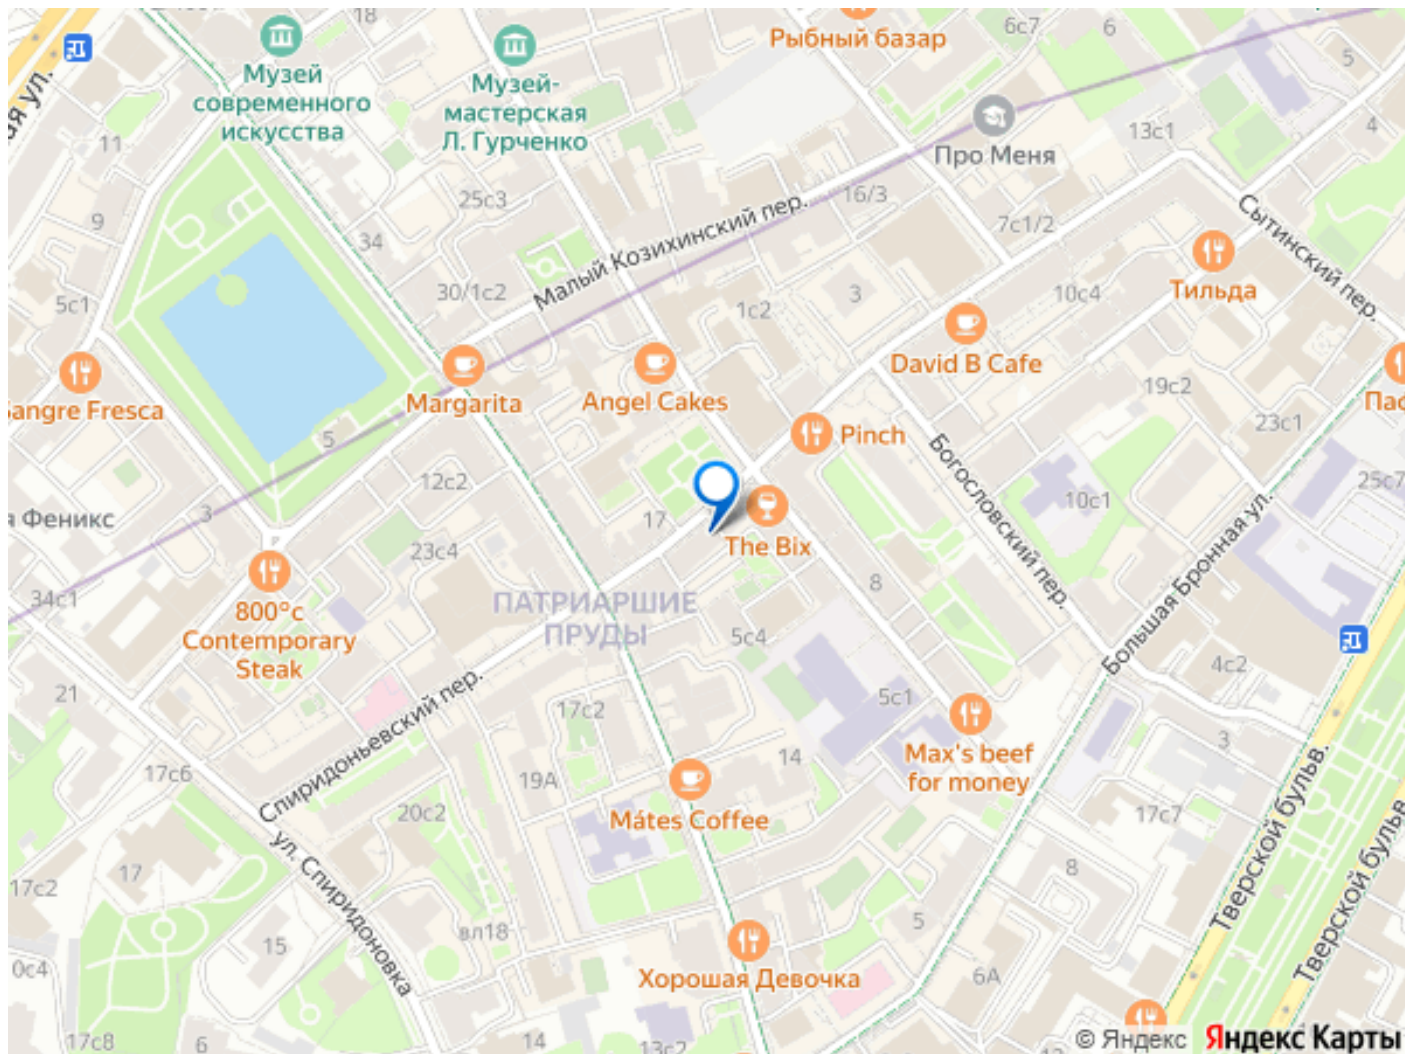 18
6с7
6
Рыбный базар
5
Музей
современного
искусства
Музей-
мастерская
Л. Гурченко
ая ул.
11
13с1
4
Про Меня
25с3
16/3
9
34
7с1/2
Малый Козихинский пер.
Сытинский пер.
30/1с2
3
10с4
Тильда
5с1
1с2
David B Cafe
Sangre Fresca
Margarita
Angel Cakes
19с2
Паф
5
Pinch
23с1
12с2
Богословский пер.
25с7
10с1
я Феникс
3
17
The Bix
23с4
Большая Бронная ул.
34с1
ПАТРИАРШИЕ
ПРУДЫ
8
800°c
Contemporary
Steak
5с4
4с2
21
Спиридоньевский пер.
17с2
5с1
3
Max's beef
for money
17с6
19А
14
Тверской бульв.
20с2
Mátes Coffee
17с7
ул. Спиридоновка
17
8
Тверской бульв.
17с2
вл18
5
15
0с4
Хорошая Девочка
6А
17с8
6
14
13с2
© Яндекс Яндекс Карты